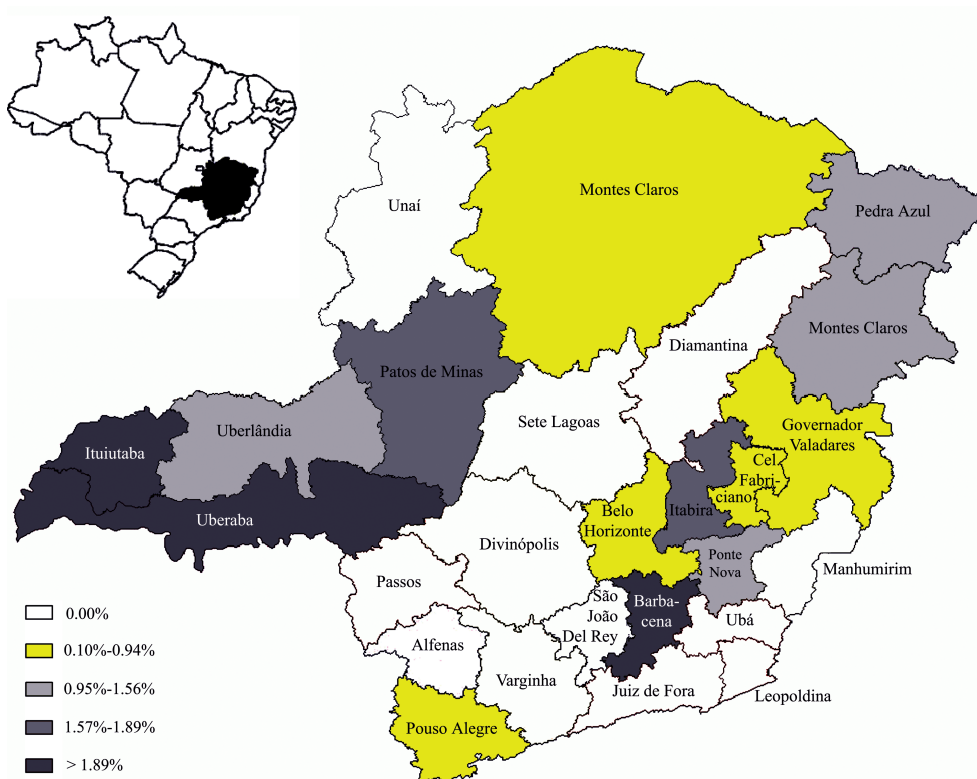 Montes Claros
Unaí
Pedra Azul
Montes Claros
Diamantina
Patos de Minas
Uberlândia
Sete Lagoas
Governador
Valadares
Ituiutaba
Cel.
Fabri-
ciano
Itabira
Belo
Horizonte
Uberaba
Divinópolis
Ponte
Nova
Manhumirim
Passos
São
João
Del Rey
Barba-
cena
Ubá
Alfenas
Varginha
Juiz de Fora
Leopoldina
Pouso Alegre
0.00%
0.10%-0.94%
0.95%-1.56%
1.57%-1.89%
> 1.89%